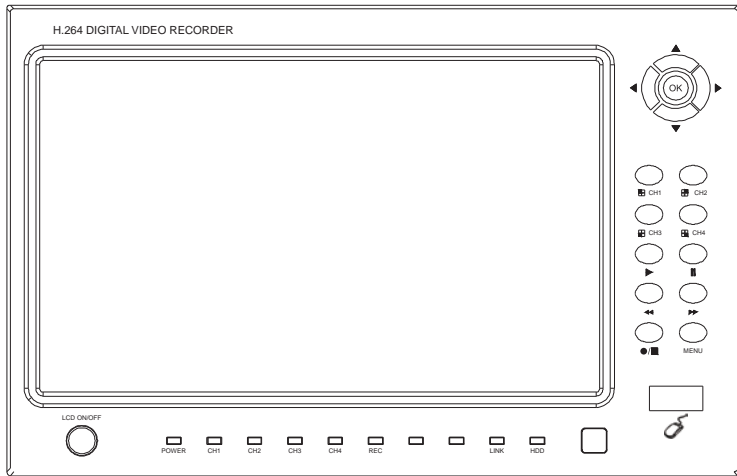 H.264 DIGITAL VIDEO RECORDER
OK
CH1 CH2
CH3 CH4
MENU
LCD ON/OFF
POWER CH1 CH2 CH3 CH4 REC LINK HDD